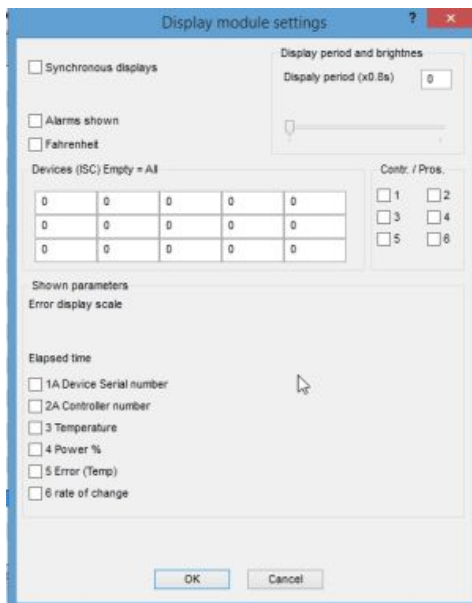 Display module settings ?
Display period and brightnes
Synchronous displays
Dispaly period (x0.8s) 0
Alarms shown
Fahrenheit
Devices (ISC) Empty = All
Contr. / Pros.
0 0 0 0 0
1 2
0 0 0 0 0
3 4
0 0 0 0 0
5 6
Shown parameters
Error display scale
Elapsed time
1A Device Serial number
2A Controller number
3 Temperature
4 Power %
5 Error (Temp)
6 rate of change
OK Cancel